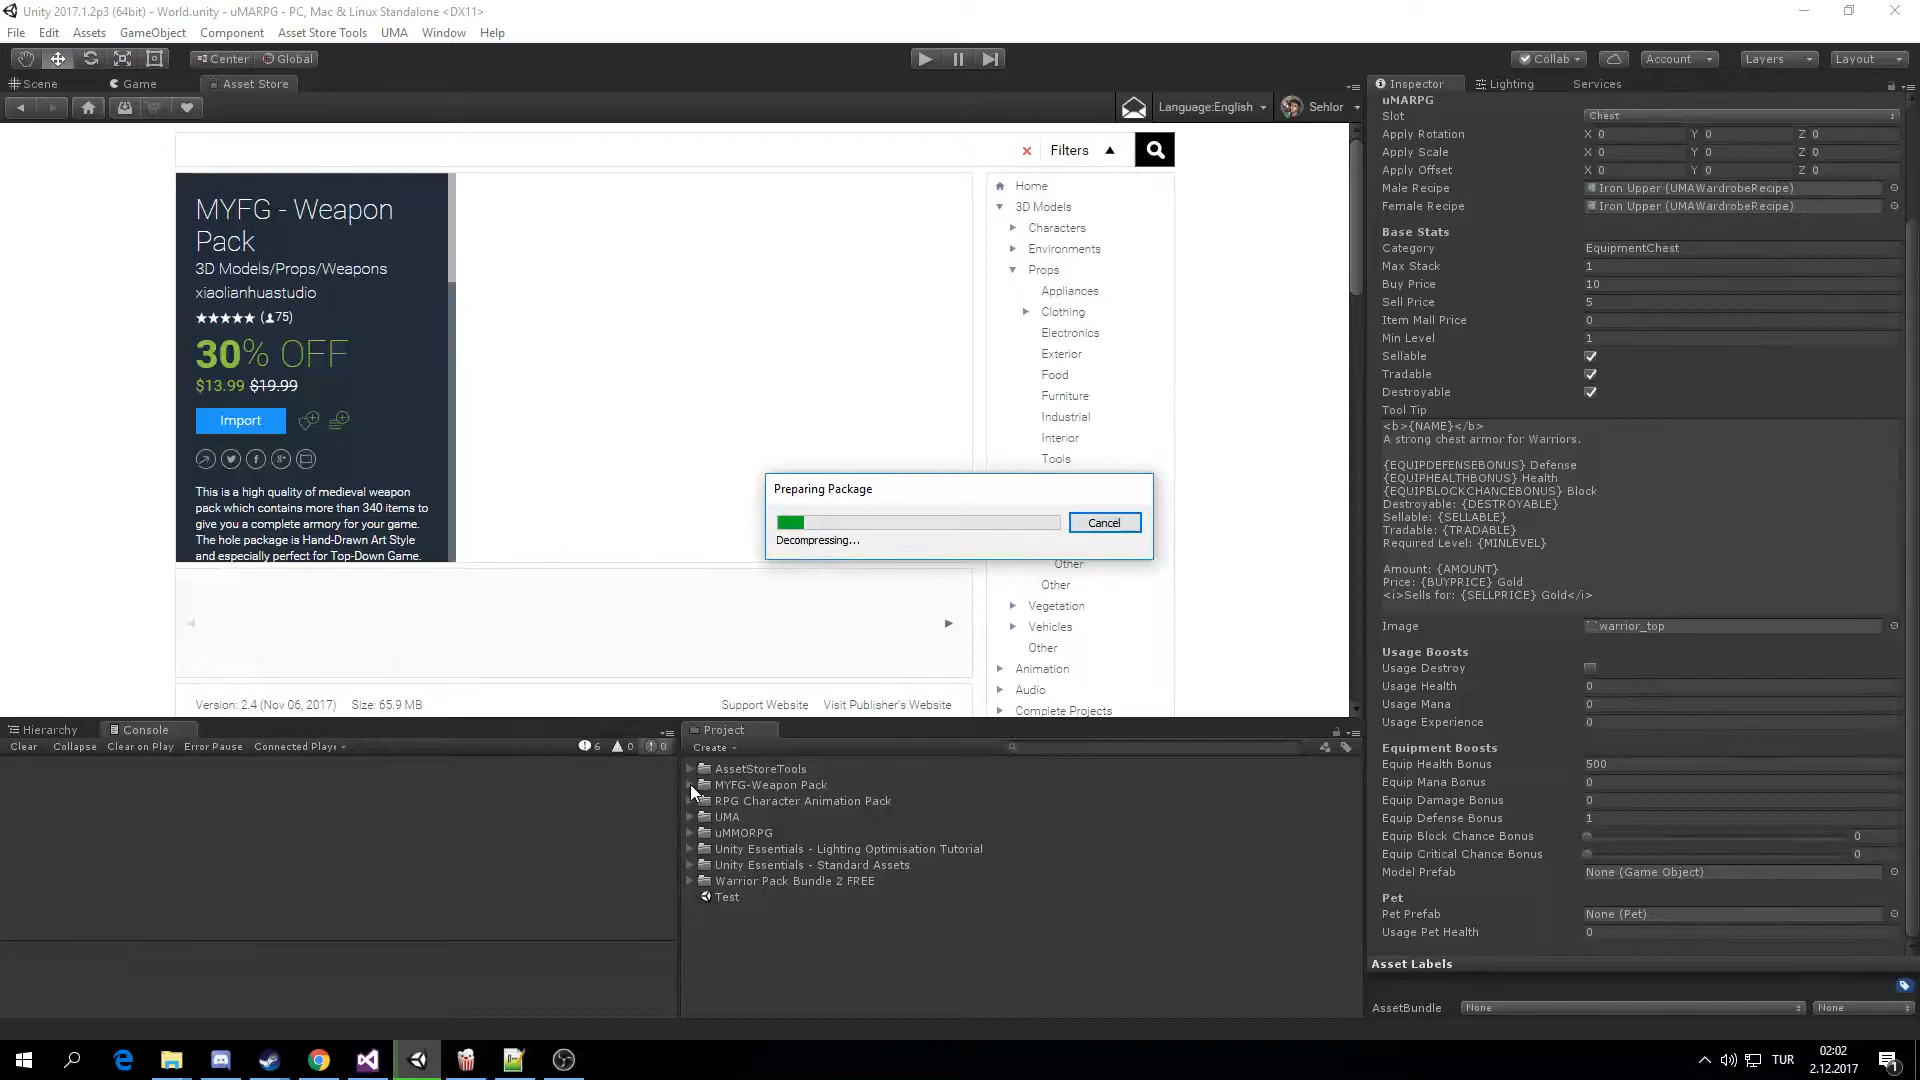 Unity 2017.1.2p3 (64bit) - World.unity - uMARPG - PC, Mac & Linux Standalone <DX11>
File Edit Assets GameObject Component Asset Store Tools UMA Window Help
Center Global
Collab Account Layers Layout
Scene Game Asset Store
Language:English Sehlor
Filters
MYFG - Weapon
Pack
3D Models/Props/Weapons
xiaolianhuastudio
★★★★★ (75)
30% OFF
$13.99 $19.99
Import
This is a high quality of medieval weapon
pack which contains more than 340 items to
give you a complete armory for your game.
The hole package is Hand-Drawn Art Style
and especially perfect for Top-Down Game.
Version: 2.4 (Nov 06, 2017) Size: 65.9 MB
Support Website Visit Publisher's Website
Home
3D Models
Characters
Environments
Props
Appliances
Clothing
Electronics
Exterior
Food
Furniture
Industrial
Interior
Tools
Other
Other
Vegetation
Vehicles
Other
Animation
Audio
Complete Projects
Preparing Package
Cancel
Decompressing...
Hierarchy Console
Clear Collapse Clear on Play Error Pause Connected Playe
6 0 0
Project
Create
AssetStoreTools
MYFG-Weapon Pack
RPG Character Animation Pack
UMA
uMMORPG
Unity Essentials - Lighting Optimisation Tutorial
Unity Essentials - Standard Assets
Warrior Pack Bundle 2 FREE
Test
Inspector Lighting Services
uMARPG
Slot Chest
Apply Rotation X 0 Y 0 Z 0
Apply Scale X 0 Y 0 Z 0
Apply Offset X 0 Y 0 Z 0
Male Recipe Iron Upper (UMAWardrobeRecipe)
Female Recipe Iron Upper (UMAWardrobeRecipe)
Base Stats
Category EquipmentChest
Max Stack 1
Buy Price 10
Sell Price 5
Item Mall Price 0
Min Level 1
Sellable
Tradable
Destroyable
Tool Tip
<b>{NAME}</b>
A strong chest armor for Warriors.
{EQUIPDEFENSEBONUS} Defense
{EQUIPHEALTHBONUS} Health
{EQUIPBLOCKCHANCEBONUS} Block
Destroyable: {DESTROYABLE}
Sellable: {SELLABLE}
Tradable: {TRADABLE}
Required Level: {MINLEVEL}
Amount: {AMOUNT}
Price: {BUYPRICE} Gold
<i>Sells for: {SELLPRICE} Gold</i>
Image warrior_top
Usage Boosts
Usage Destroy
Usage Health 0
Usage Mana 0
Usage Experience 0
Equipment Boosts
Equip Health Bonus 500
Equip Mana Bonus 0
Equip Damage Bonus 0
Equip Defense Bonus 1
Equip Block Chance Bonus 0
Equip Critical Chance Bonus 0
Model Prefab None (Game Object)
Pet
Pet Prefab None (Pet)
Usage Pet Health 0
Asset Labels
AssetBundle None None
TUR
02:02
2.12.2017
1